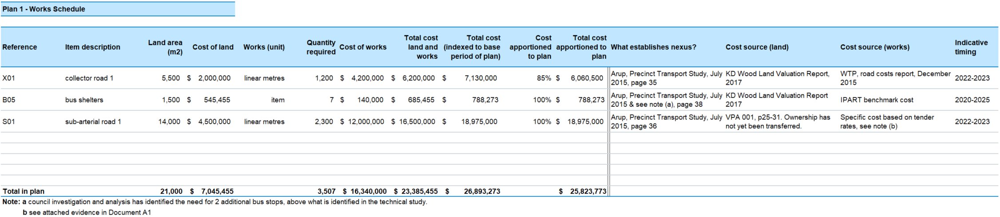 Plan 1 - Works Schedule
Reference Item description Land area (m2) Cost of land Works (unit) Quantity required Cost of works Total cost land and works Total cost (indexed to base period of plan) Cost apportioned to plan Total cost apportioned to plan What establishes nexus? Cost source (land) Cost source (works) Indicative timing
X01 collector road 1 5,500 $ 2,000,000 linear metres 1,200 $ 4,200,000 $ 6,200,000 $ 7,130,000 85% $ 6,060,500 Arup, Precinct Transport Study, July 2015, page 35 KD Wood Land Valuation Report, 2017 WTP, road costs report, December 2015 2022-2023
B05 bus shelters 1,500 $ 545,455 item 7 $ 140,000 $ 685,455 $ 788,273 100% $ 788,273 Arup, Precinct Transport Study, July 2015 & see note (a), page 38 KD Wood Land Valuation Report 2017 IPART benchmark cost 2020-2025
S01 sub-arterial road 1 14,000 $ 4,500,000 linear metres 2,300 $ 12,000,000 $ 16,500,000 $ 18,975,000 100% $ 18,975,000 Arup, Precinct Transport Study, July 2015, page 36 VPA 001, p25-31. Ownership has not yet been transferred. Specific cost based on tender rates, see note (b) 2022-2023
Total in plan 21,000 $ 7,045,455 3,507 $ 16,340,000 $ 23,385,455 $ 26,893,273 $ 25,823,773
Note: a council investigation and analysis has identified the need for 2 additional bus stops, above what is identified in the technical study.
b see attached evidence in Document A1